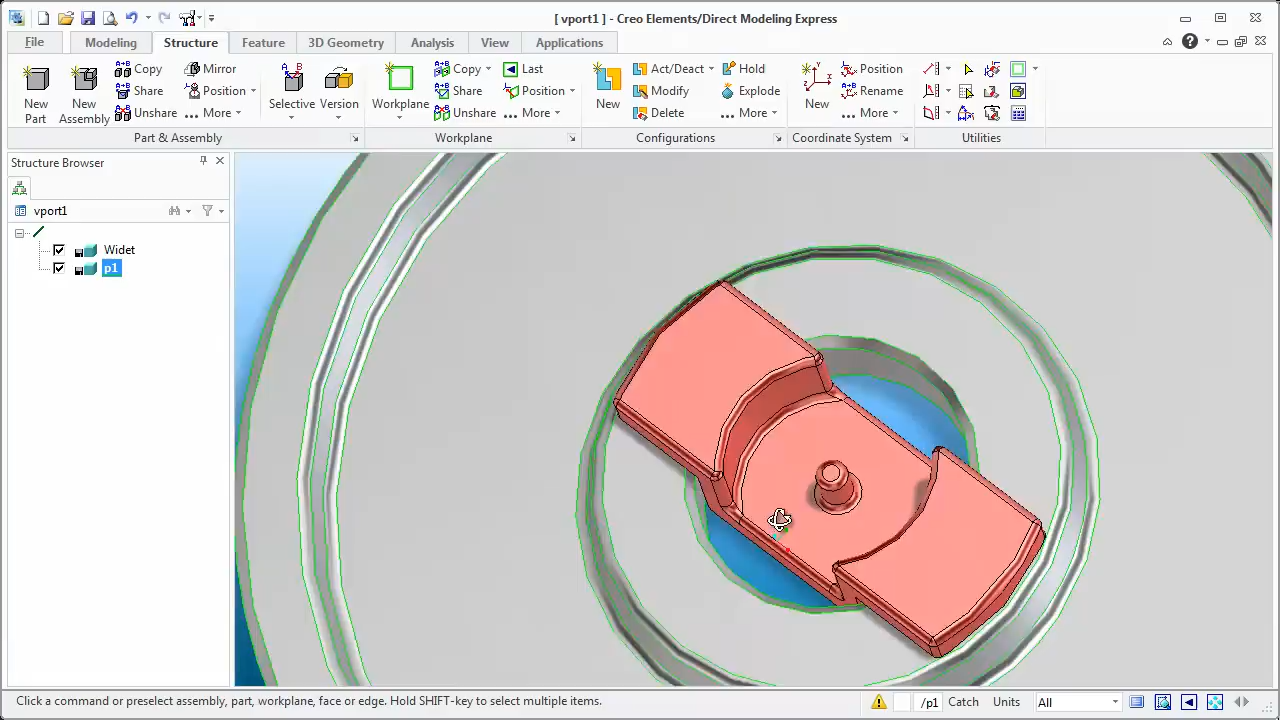 [ vport1 ] - Creo Elements/Direct Modeling Express
File Modeling Structure Feature 3D Geometry Analysis View Applications
New Part
New Assembly
Copy
Share
Unshare
Mirror
Position
... More
Selective
Version
Part & Assembly
Workplane
Copy
Share
Unshare
Last
Position
... More
Workplane
New
Act/Deact
Modify
Delete
Hold
Explode
... More
Configurations
New
Position
Rename
... More
Coordinate System
Utilities
Structure Browser
vport1
Widet
p1
Click a command or preselect assembly, part, workplane, face or edge. Hold SHIFT-key to select multiple items.
/p1 Catch Units All